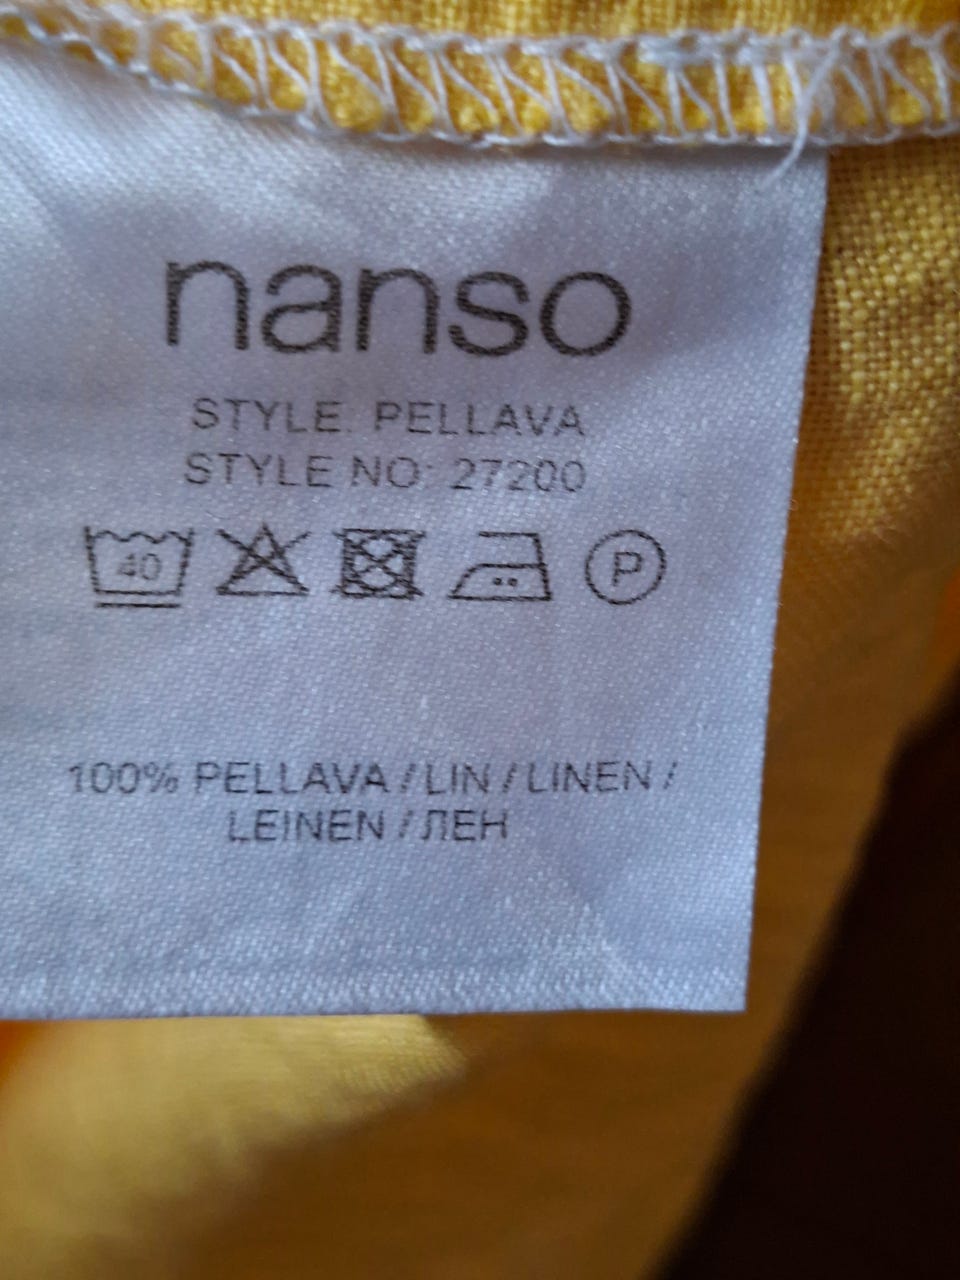 nanso
STYLE: PELLAVA
STYLE NO: 27200
40 P
100% PELLAVA / LIN / LINEN /
LEINEN / ЛЕН